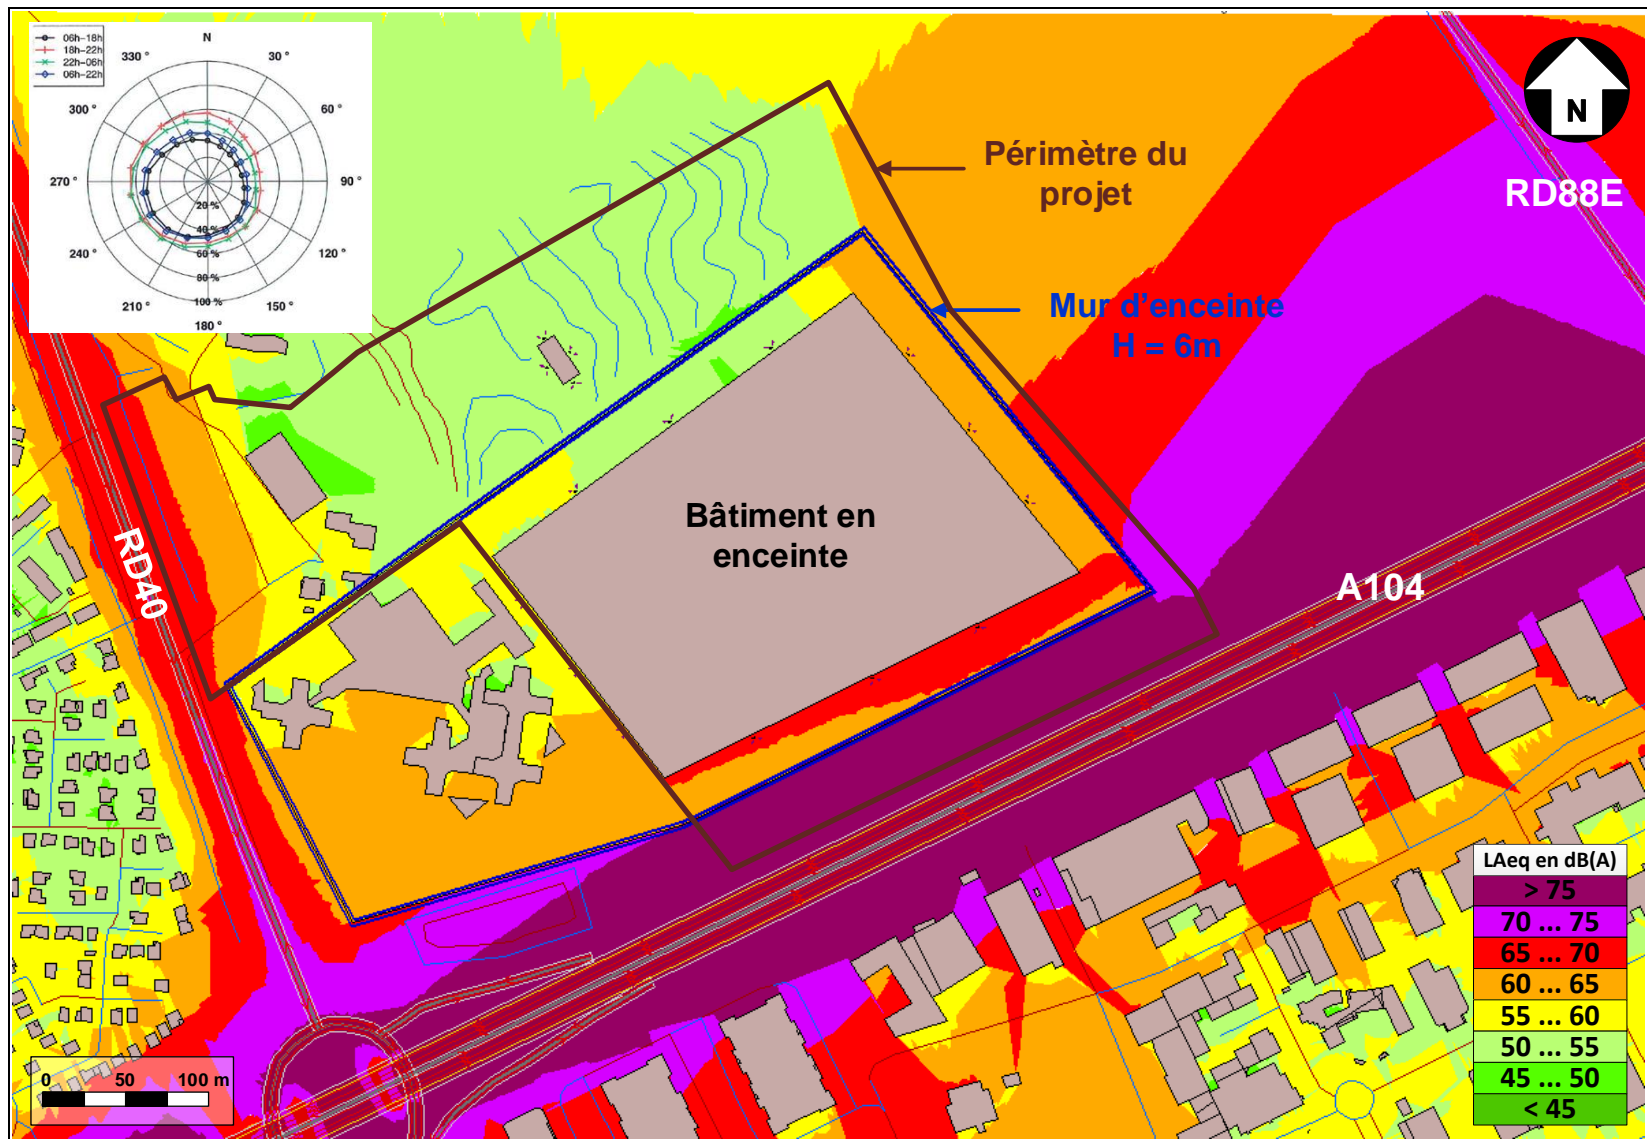 06h-18h
18h-22h
22h-06h
06h-22h
N
330 °
30 °
300 °
60 °
270 °
90 °
240 °
120 °
210 °
150 °
180 °
20 %
40 %
60 %
80 %
100 %
N
Périmètre du
projet
RD88E
Mur d’enceinte
H = 6m
Bâtiment en
enceinte
RD40
A104
LAeq en dB(A)
> 75
70 ... 75
65 ... 70
60 ... 65
55 ... 60
50 ... 55
45 ... 50
< 45
0 50 100 m